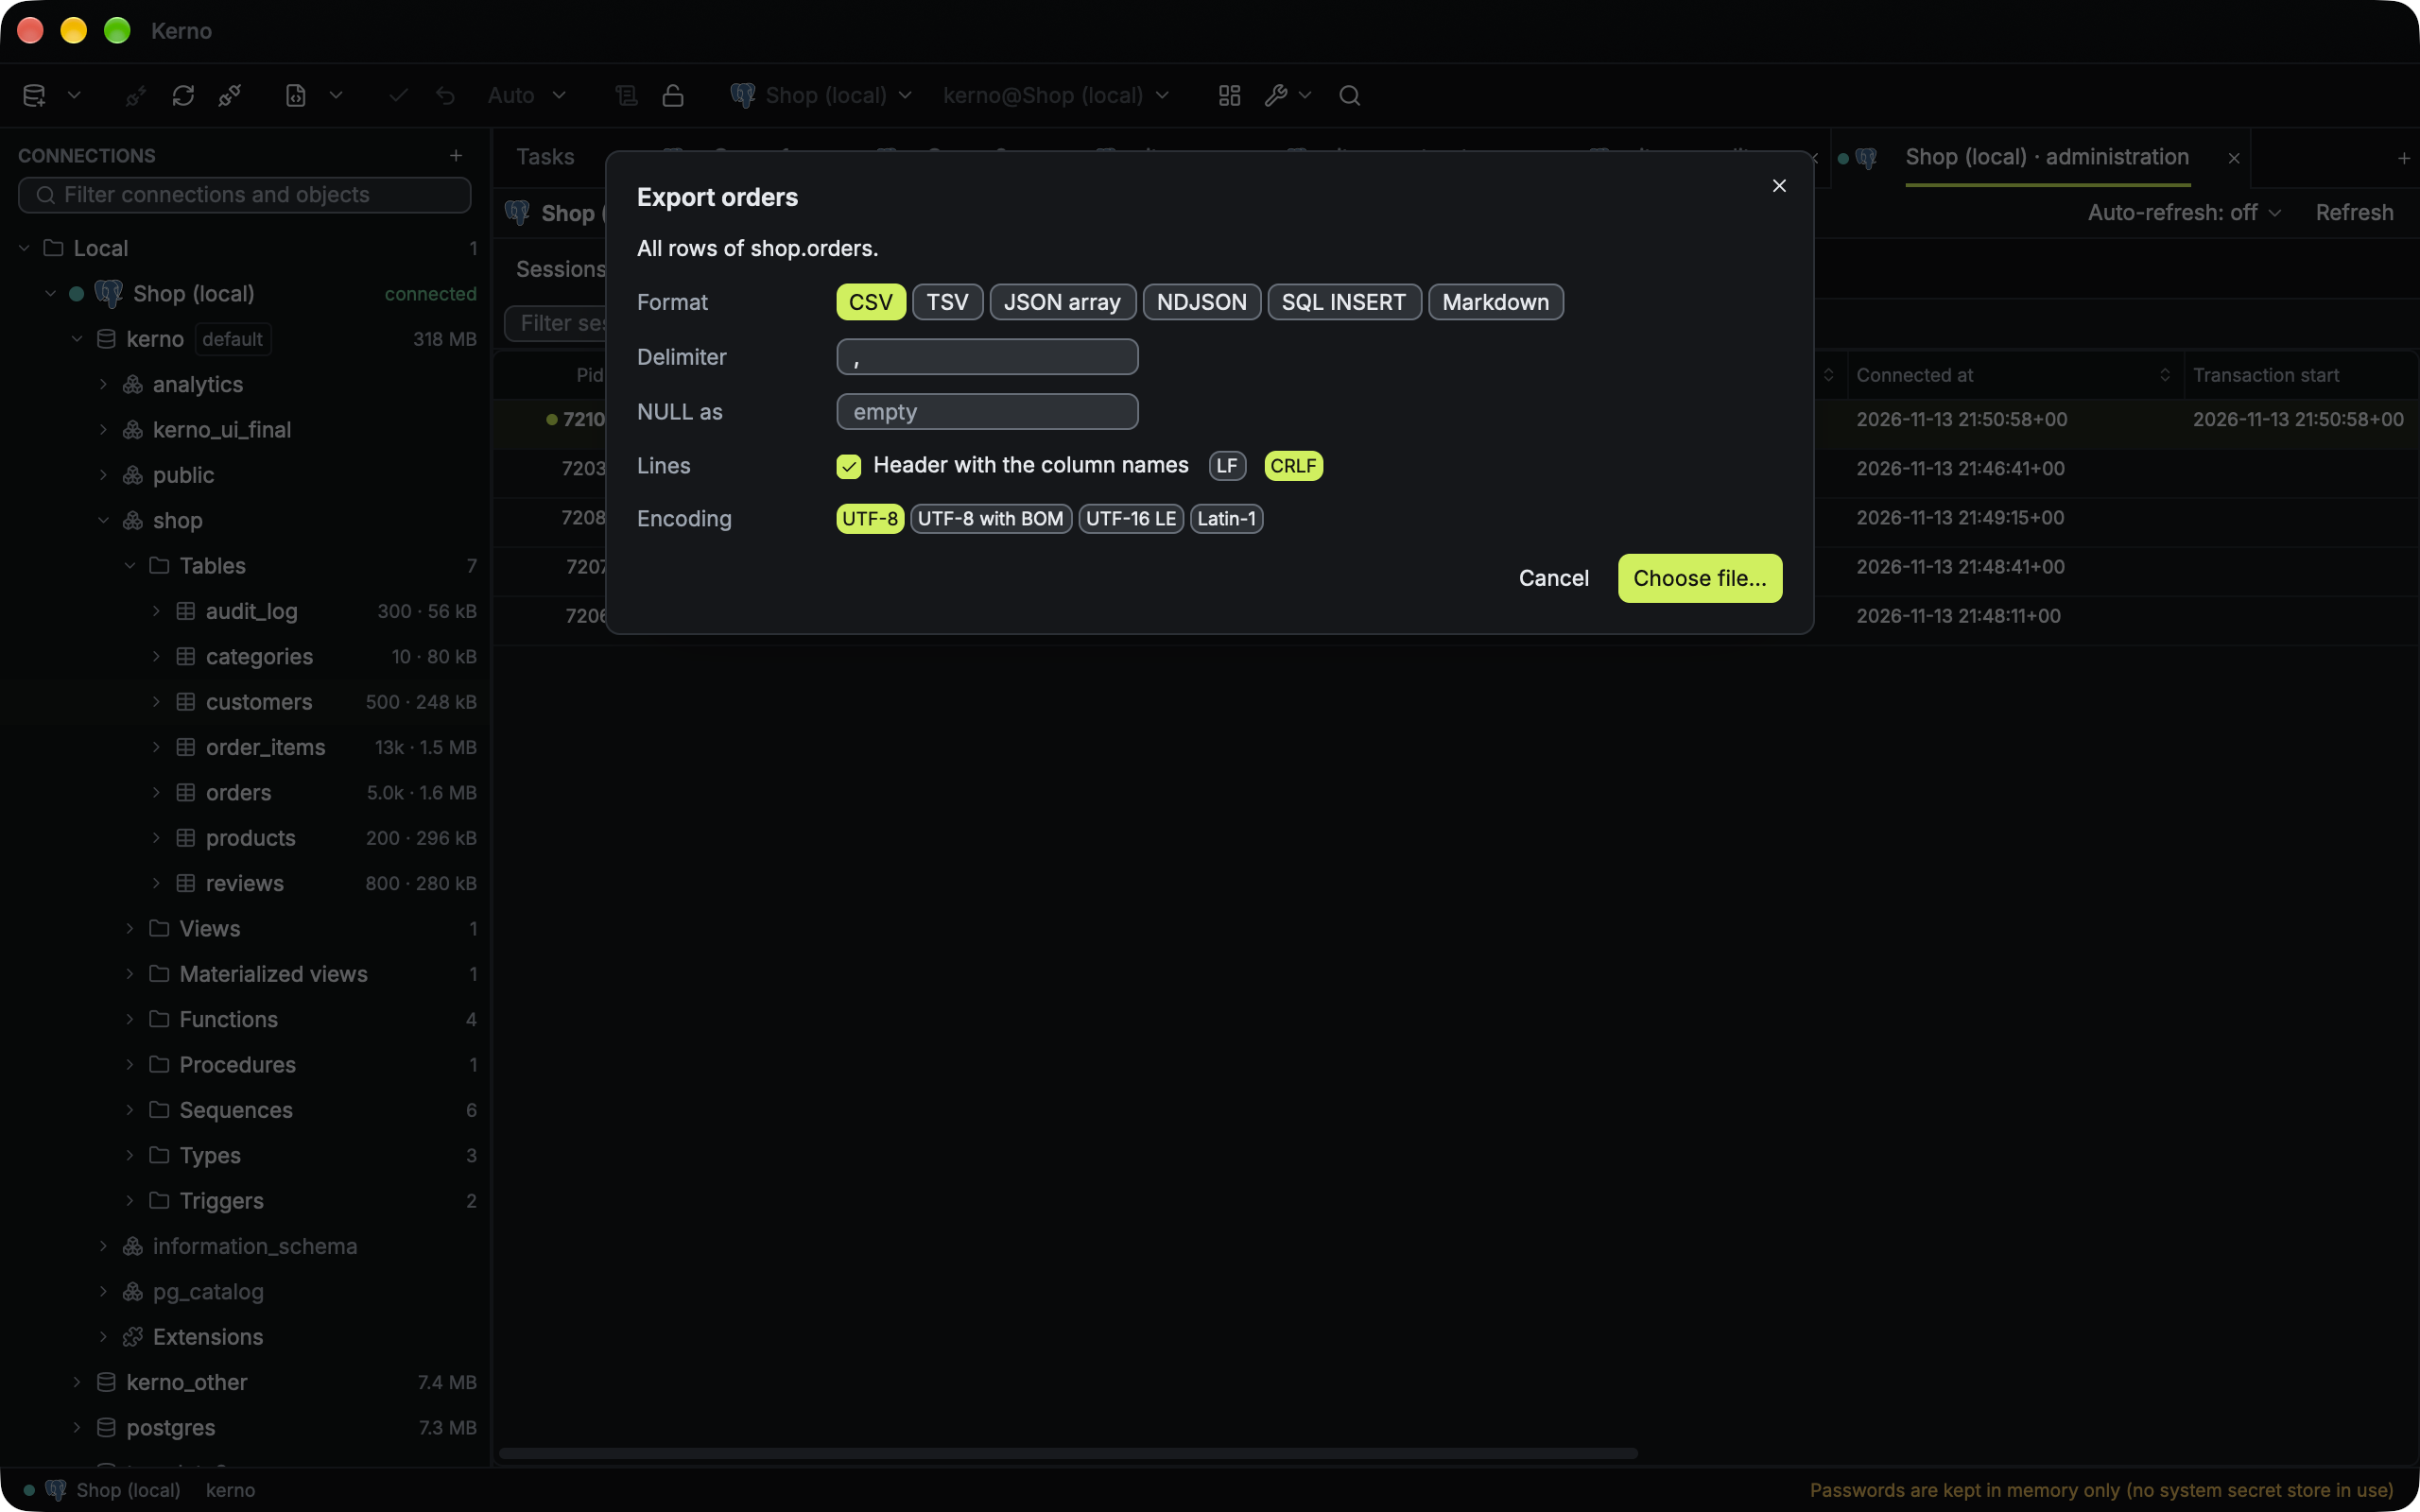 Kerno
Auto
Shop (local)
kerno@Shop (local)
CONNECTIONS
Filter connections and objects
Local 1
Shop (local) connected
kerno default 318 MB
analytics
kerno_ui_final
public
shop
Tables 7
audit_log 300 · 56 kB
categories 10 · 80 kB
customers 500 · 248 kB
order_items 13k · 1.5 MB
orders 5.0k · 1.6 MB
products 200 · 296 kB
reviews 800 · 280 kB
Views 1
Materialized views 1
Functions 4
Procedures 1
Sequences 6
Types 3
Triggers 2
information_schema
pg_catalog
Extensions
kerno_other 7.4 MB
postgres 7.3 MB
Tasks
Shop (local) · administration
Shop (
Auto-refresh: off
Refresh
Sessions
Filter ses
Pid
Connected at
Transaction start
7210
2026-11-13 21:50:58+00
2026-11-13 21:50:58+00
7203
2026-11-13 21:46:41+00
7208
2026-11-13 21:49:15+00
7207
2026-11-13 21:48:41+00
7206
2026-11-13 21:48:11+00
Export orders
All rows of shop.orders.
Format CSV TSV JSON array NDJSON SQL INSERT Markdown
Delimiter ,
NULL as empty
Lines Header with the column names LF CRLF
Encoding UTF-8 UTF-8 with BOM UTF-16 LE Latin-1
Cancel Choose file...
Shop (local) kerno
Passwords are kept in memory only (no system secret store in use)